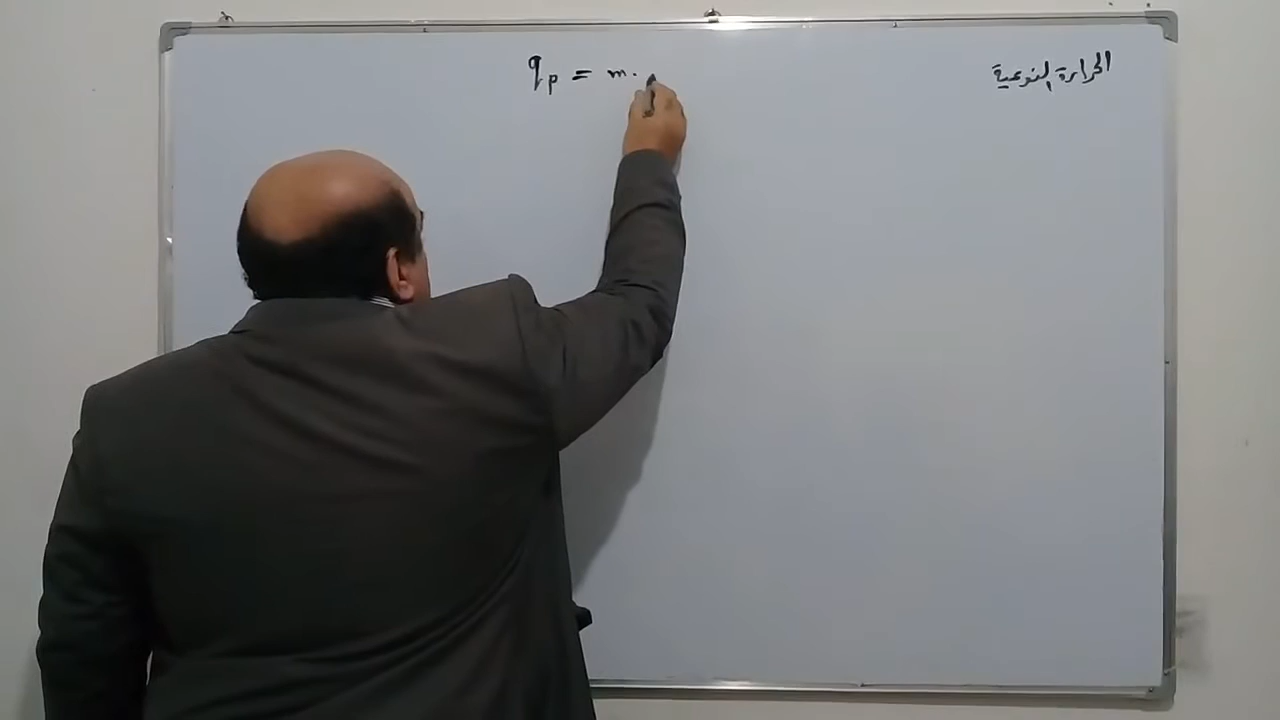 الحرارة النوعية
qp = m.